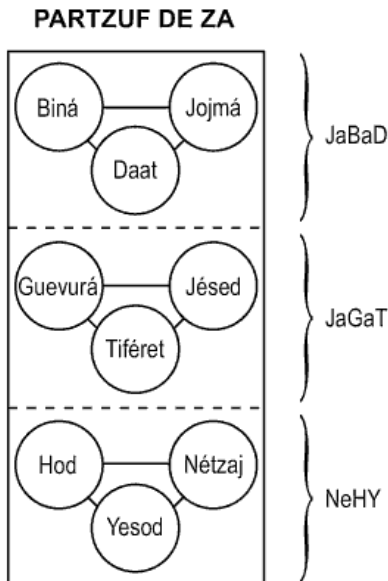 PARTZUF DE ZA
Biná
Jojmá
Daat
JaBaD
Guevurá
Jésed
Tiféret
JaGaT
Hod
Nétzaj
Yesod
NeHY